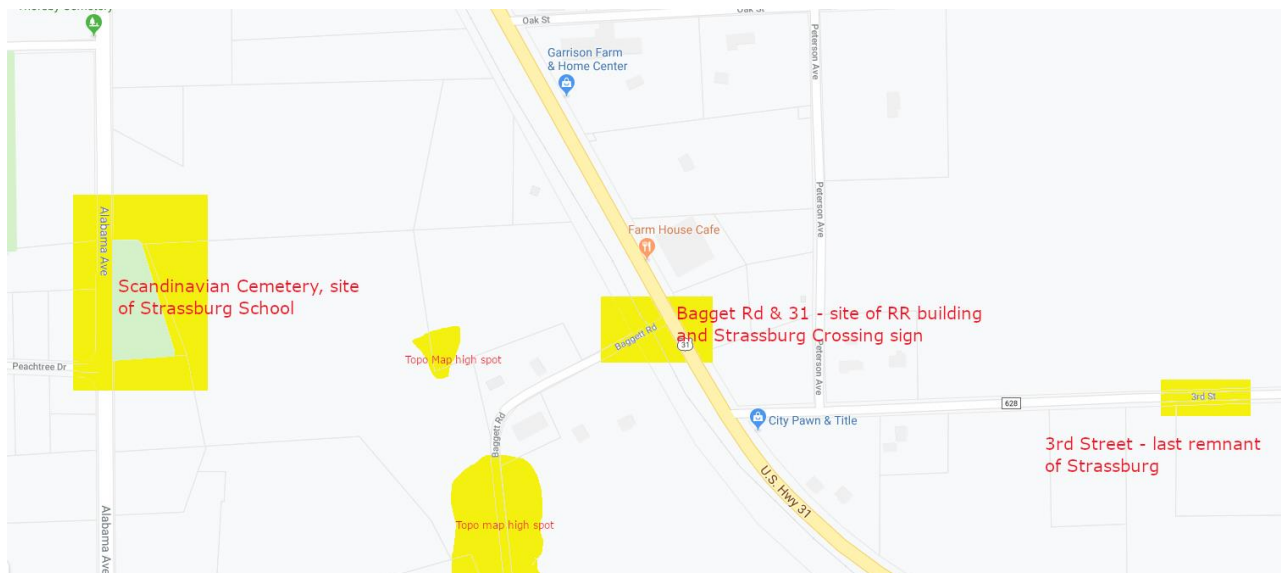 Thorsby Cemetery
Oak St
Oak St
Peterson Ave
Garrison Farm
& Home Center
Alabama Ave
Peterson Ave
Farm House Cafe
Scandinavian Cemetery, site
of Strassburg School
Bagget Rd & 31 - site of RR building
and Strassburg Crossing sign
Baggett Rd
31
Peterson Ave
Topo Map high spot
Peachtree Dr
3rd St
628
City Pawn & Title
Baggett Rd
3rd Street - last remnant
of Strassburg
U.S. Hwy 31
Topo map high spot
Alabama Ave